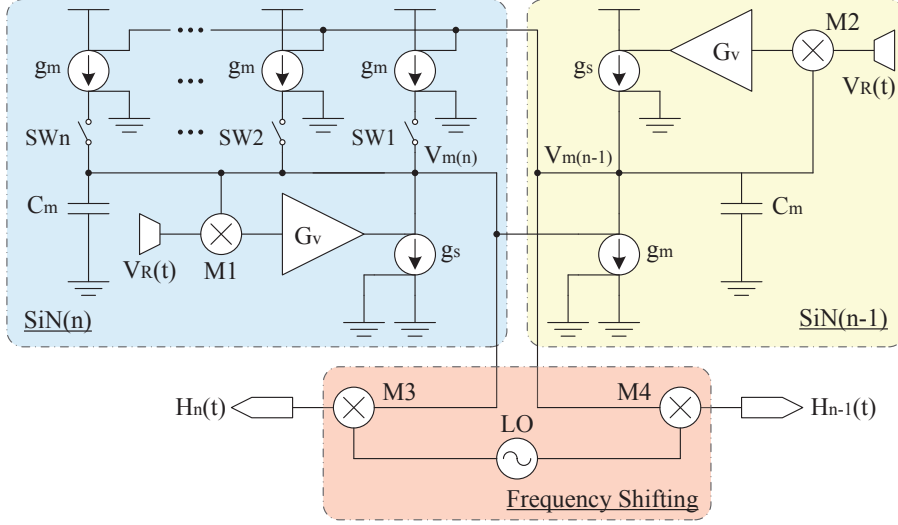 gm
gm
gm
gs
Gv
M2
VR(t)
SWn
SW2
SW1
Vm(n)
Vm(n-1)
Cm
Gv
VR(t)
M1
gs
gm
Cm
SiN(n)
SiN(n-1)
Hn(t)
M3
LO
M4
Hn-1(t)
Frequency Shifting